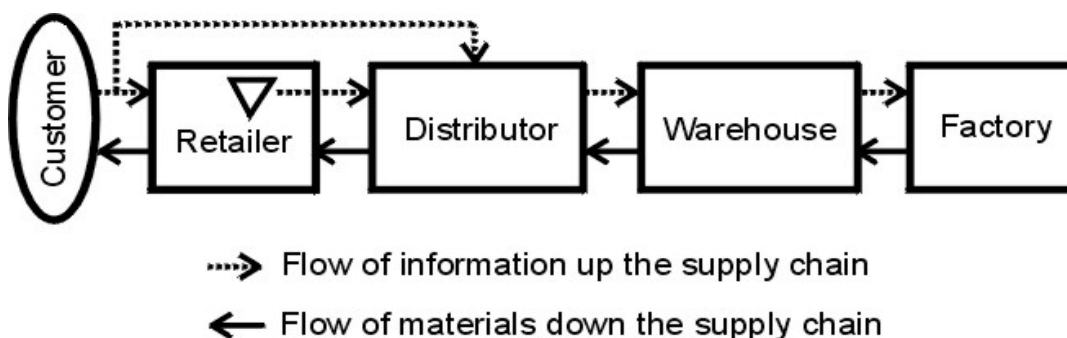 Customer
Retailer
Distributor
Warehouse
Factory
Flow of information up the supply chain
Flow of materials down the supply chain